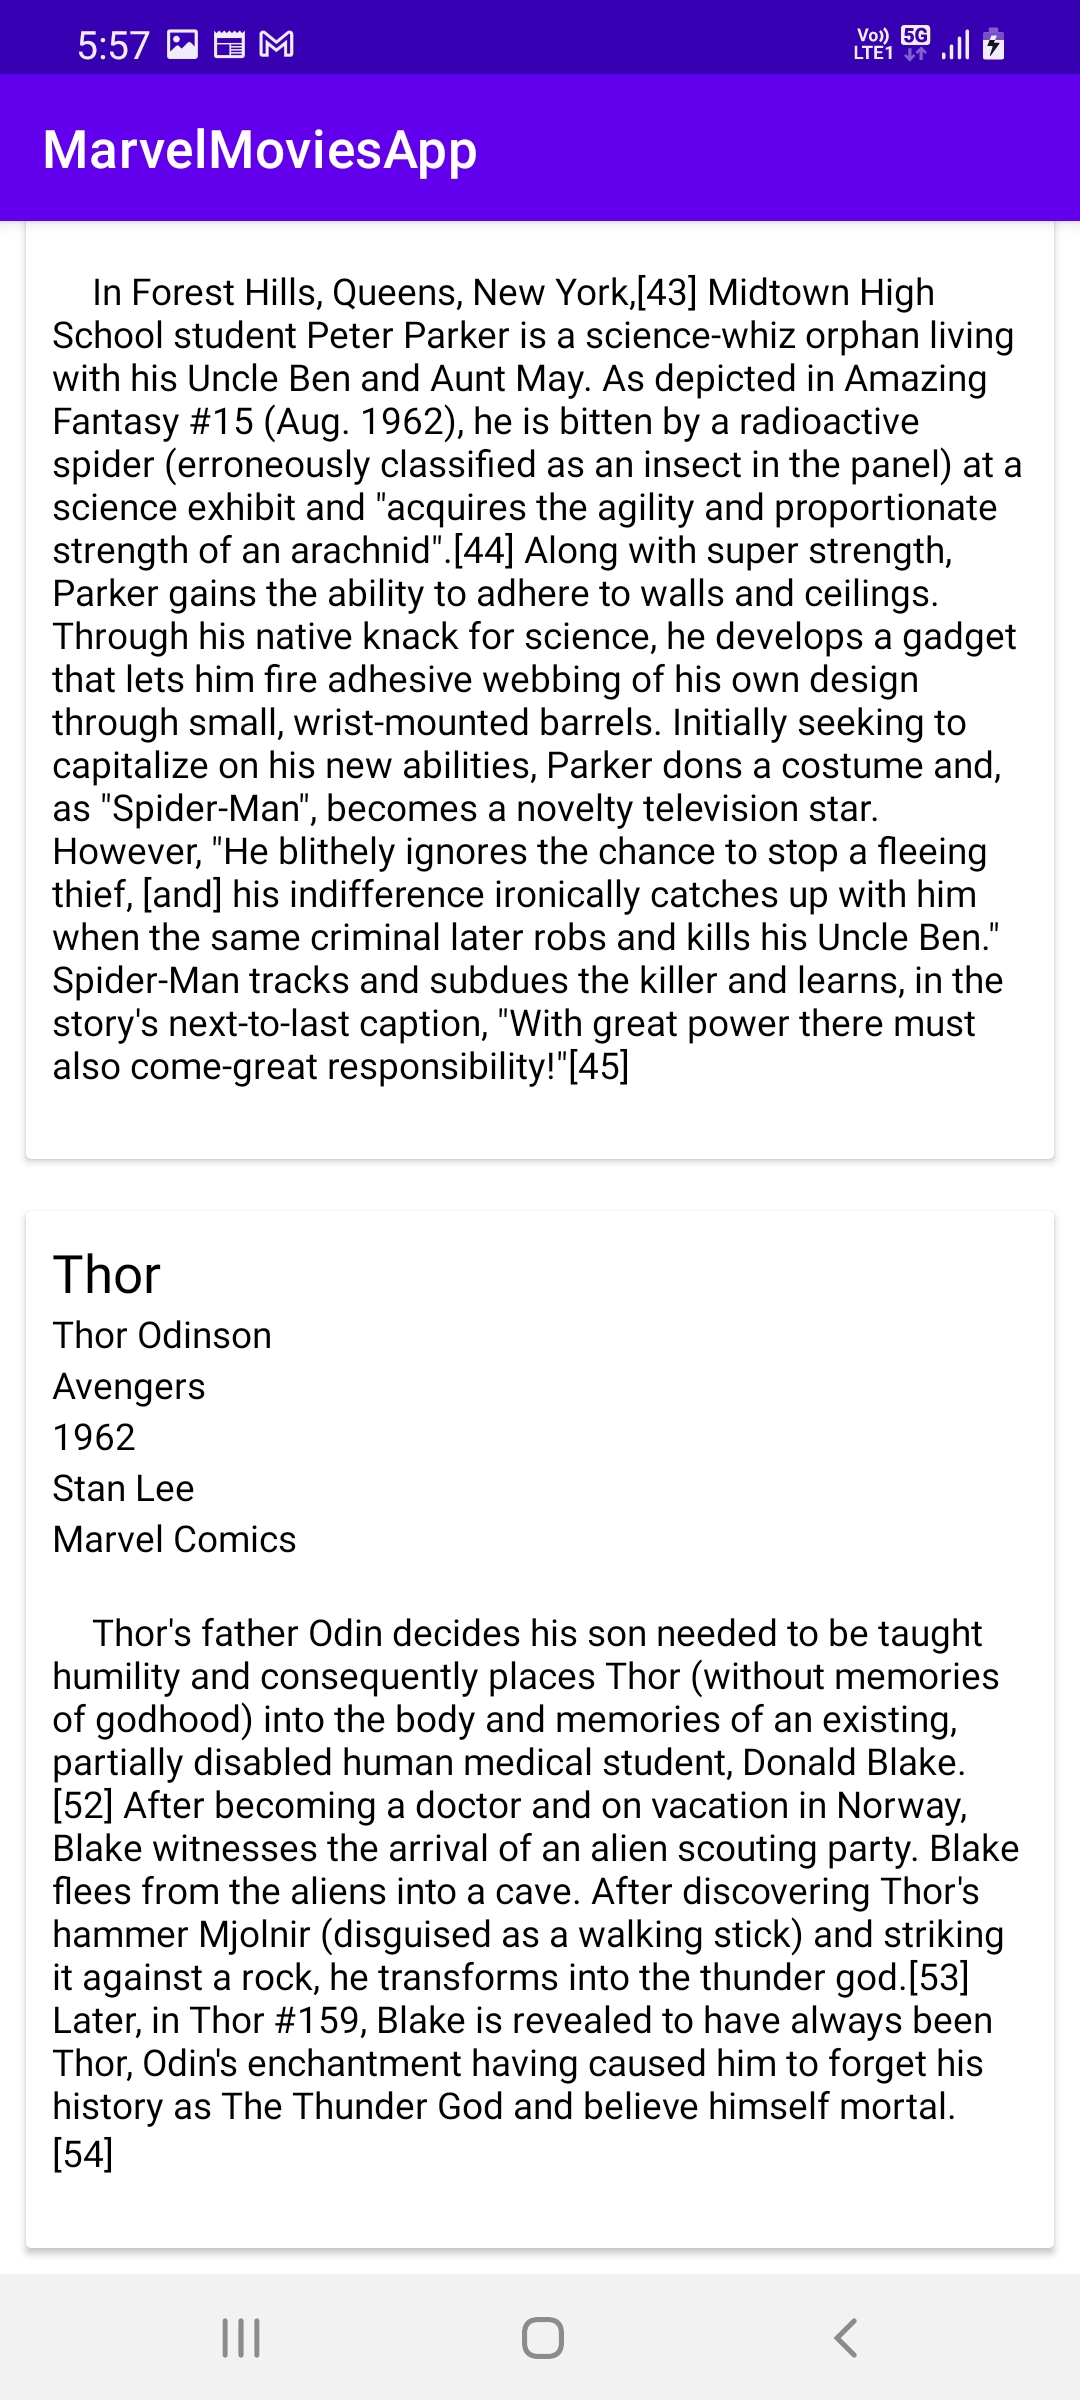 5:57
Vo)) LTE1 5G
MarvelMoviesApp
In Forest Hills, Queens, New York,[43] Midtown High
School student Peter Parker is a science-whiz orphan living
with his Uncle Ben and Aunt May. As depicted in Amazing
Fantasy #15 (Aug. 1962), he is bitten by a radioactive
spider (erroneously classified as an insect in the panel) at a
science exhibit and "acquires the agility and proportionate
strength of an arachnid".[44] Along with super strength,
Parker gains the ability to adhere to walls and ceilings.
Through his native knack for science, he develops a gadget
that lets him fire adhesive webbing of his own design
through small, wrist-mounted barrels. Initially seeking to
capitalize on his new abilities, Parker dons a costume and,
as "Spider-Man", becomes a novelty television star.
However, "He blithely ignores the chance to stop a fleeing
thief, [and] his indifference ironically catches up with him
when the same criminal later robs and kills his Uncle Ben."
Spider-Man tracks and subdues the killer and learns, in the
story's next-to-last caption, "With great power there must
also come-great responsibility!"[45]
Thor
Thor Odinson
Avengers
1962
Stan Lee
Marvel Comics
Thor's father Odin decides his son needed to be taught
humility and consequently places Thor (without memories
of godhood) into the body and memories of an existing,
partially disabled human medical student, Donald Blake.
[52] After becoming a doctor and on vacation in Norway,
Blake witnesses the arrival of an alien scouting party. Blake
flees from the aliens into a cave. After discovering Thor's
hammer Mjolnir (disguised as a walking stick) and striking
it against a rock, he transforms into the thunder god.[53]
Later, in Thor #159, Blake is revealed to have always been
Thor, Odin's enchantment having caused him to forget his
history as The Thunder God and believe himself mortal.
[54]